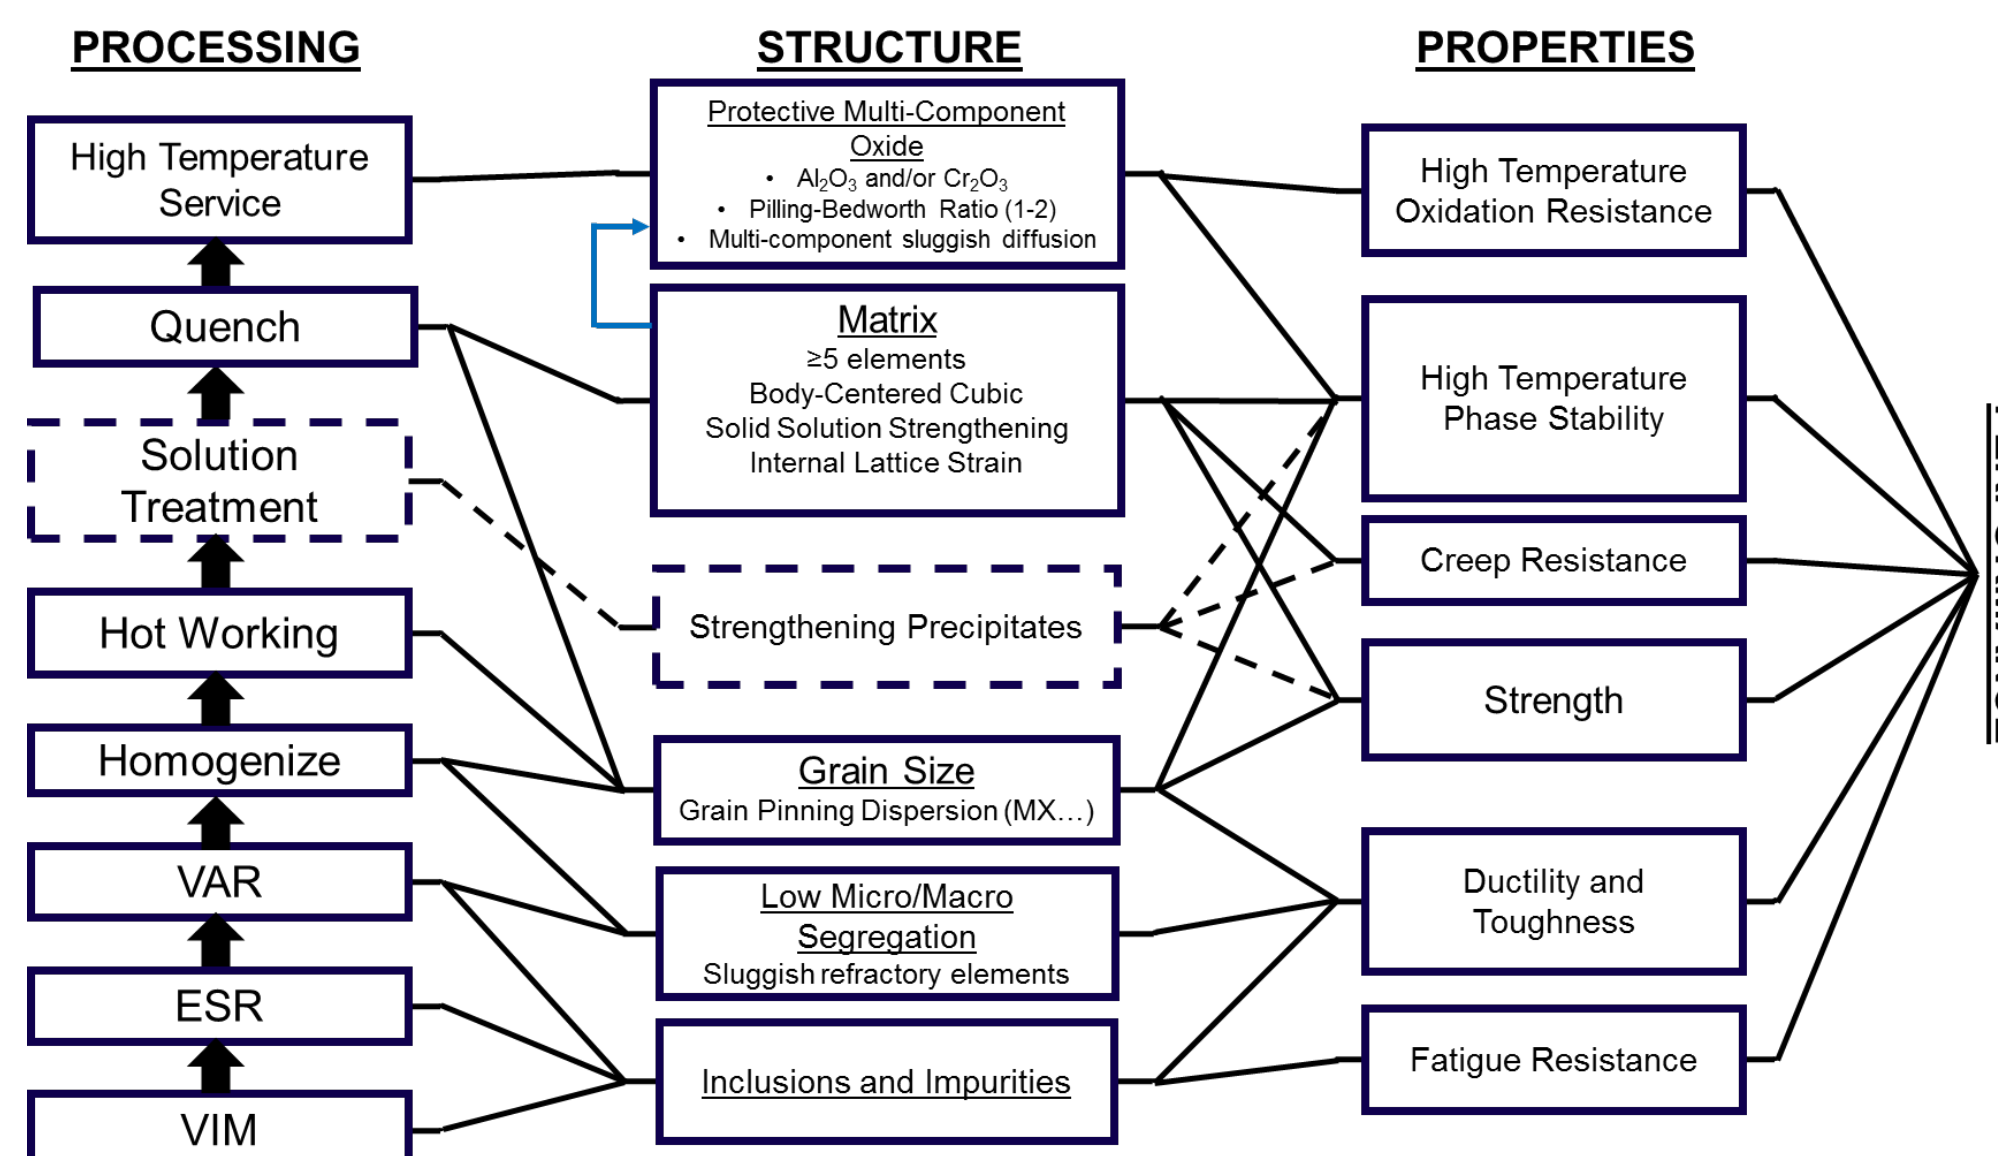 PROCESSING
STRUCTURE
PROPERTIES
High Temperature
Service
Quench
Solution
Treatment
Hot Working
Homogenize
VAR
ESR
VIM
Protective Multi-Component
Oxide
• Al₂O₃ and/or Cr₂O₃
• Pilling-Bedworth Ratio (1-2)
• Multi-component sluggish diffusion
Matrix
≥5 elements
Body-Centered Cubic
Solid Solution Strengthening
Internal Lattice Strain
Strengthening Precipitates
Grain Size
Grain Pinning Dispersion (MX…)
Low Micro/Macro
Segregation
Sluggish refractory elements
Inclusions and Impurities
High Temperature
Oxidation Resistance
High Temperature
Phase Stability
Creep Resistance
Strength
Ductility and
Toughness
Fatigue Resistance